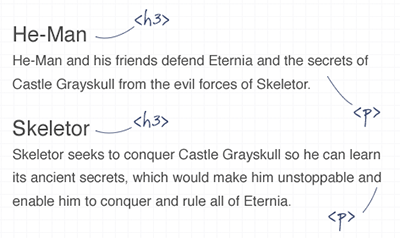 He-Man <h3>
He-Man and his friends defend Eternia and the secrets of
Castle Grayskull from the evil forces of Skeletor.
<p>
Skeletor <h3>
Skeletor seeks to conquer Castle Grayskull so he can learn
its ancient secrets, which would make him unstoppable and
enable him to conquer and rule all of Eternia.
<p>